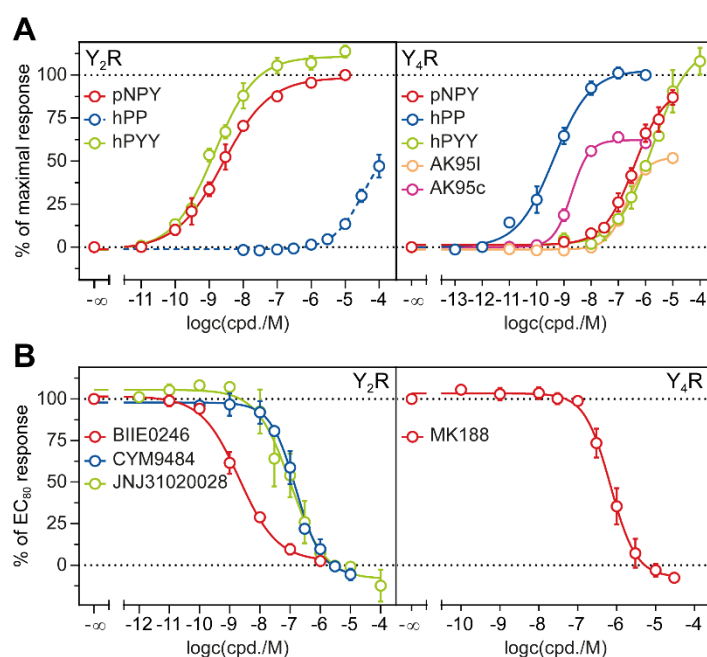 A
Y₂R
Y₄R
% of maximal response
100
75
50
25
0
pNPY
hPP
hPYY
pNPY
hPP
hPYY
AK95l
AK95c
-∞ -11 -10 -9 -8 -7 -6 -5 -4
-∞ -13 -12 -11 -10 -9 -8 -7 -6 -5 -4
logc(cpd./M)
logc(cpd./M)
B
Y₂R
Y₄R
% of EC₈₀ response
100
75
50
25
0
BIIE0246
CYM9484
JNJ31020028
MK188
-∞ -12 -11 -10 -9 -8 -7 -6 -5 -4
-∞ -10 -9 -8 -7 -6 -5 -4
logc(cpd./M)
logc(cpd./M)